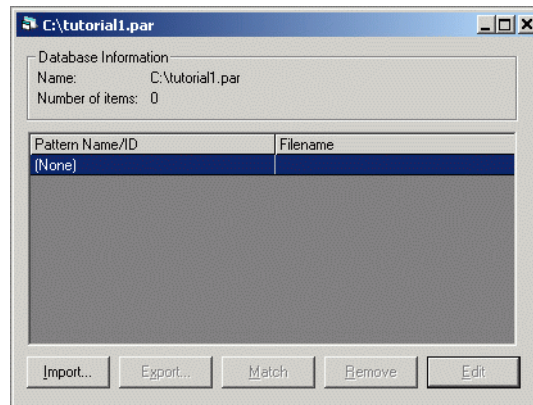 C:\tutorial1.par
Database Information
Name: C:\tutorial1.par
Number of items: 0
Pattern Name/ID Filename
(None)
Import... Export... Match Remove Edit